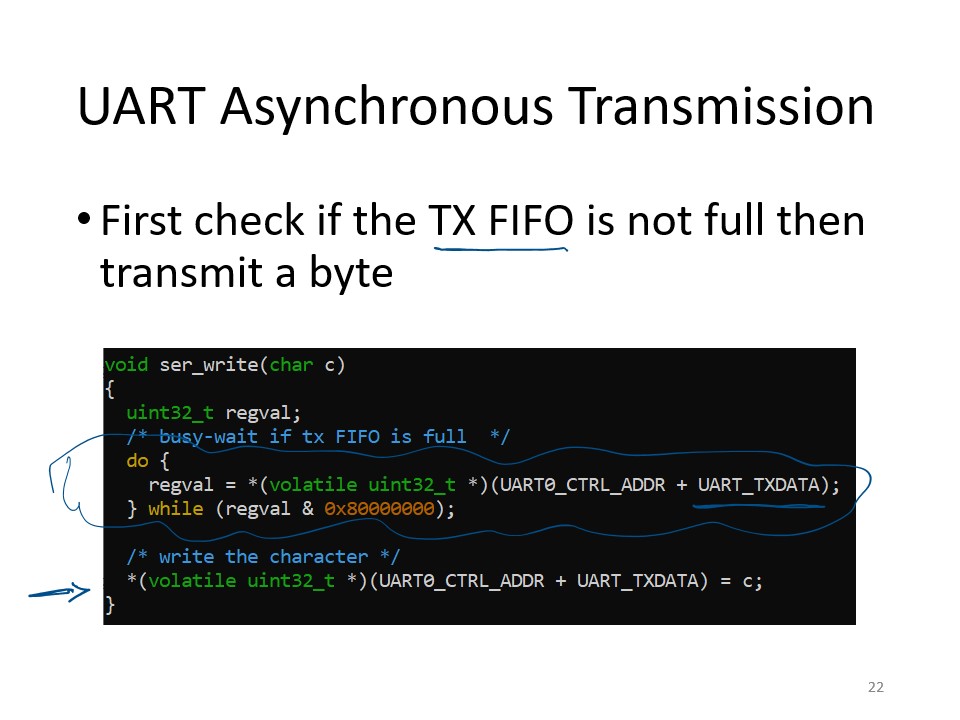 UART Asynchronous Transmission
• First check if the TX FIFO is not full then
transmit a byte
void ser_write(char c)
{
  uint32_t regval;
  /* busy-wait if tx FIFO is full  */
  do {
    regval = *(volatile uint32_t *)(UART0_CTRL_ADDR + UART_TXDATA);
  } while (regval & 0x80000000);

  /* write the character */
  *(volatile uint32_t *)(UART0_CTRL_ADDR + UART_TXDATA) = c;
}
22